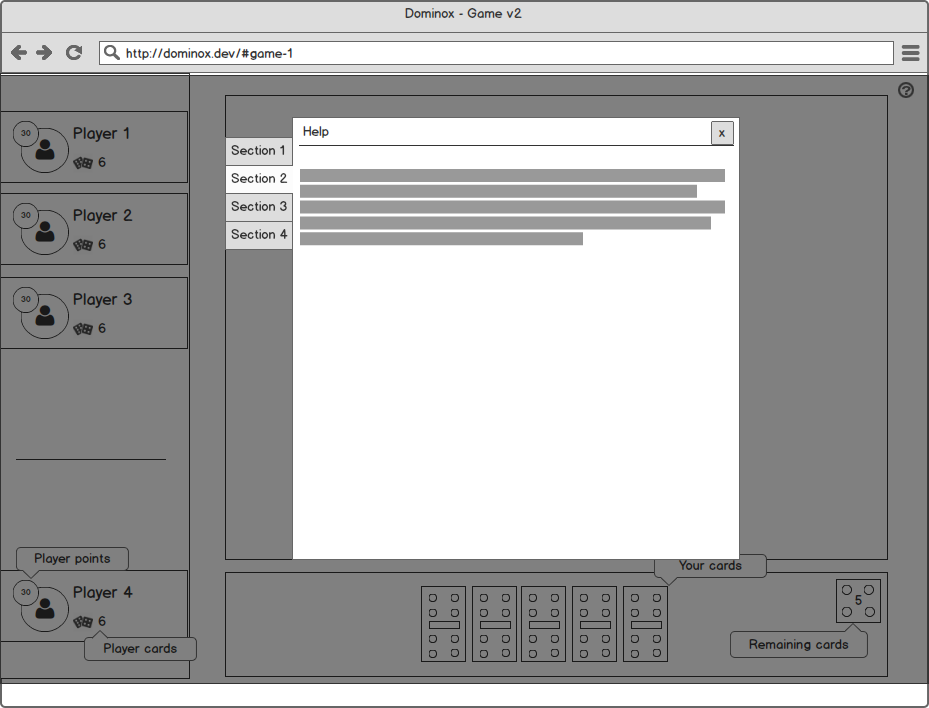 Dominox - Game v2
http://dominox.dev/#game-1
30
Player 1
6
30
Player 2
6
30
Player 3
6
Player points
30
Player 4
6
Player cards
Help
x
Section 1
Section 2
Section 3
Section 4
Your cards
5
Remaining cards